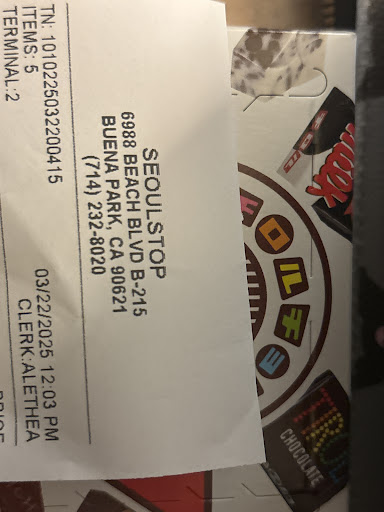 SEOULSTOP
6988 BEACH BLVD B-215
BUENA PARK, CA 90621
(714) 232-8020
TN: 1010225032200415
ITEMS: 5
TERMINAL:2
03/22/2025 12:03 PM
CLERK:ALETHEA
CHOCOLATE